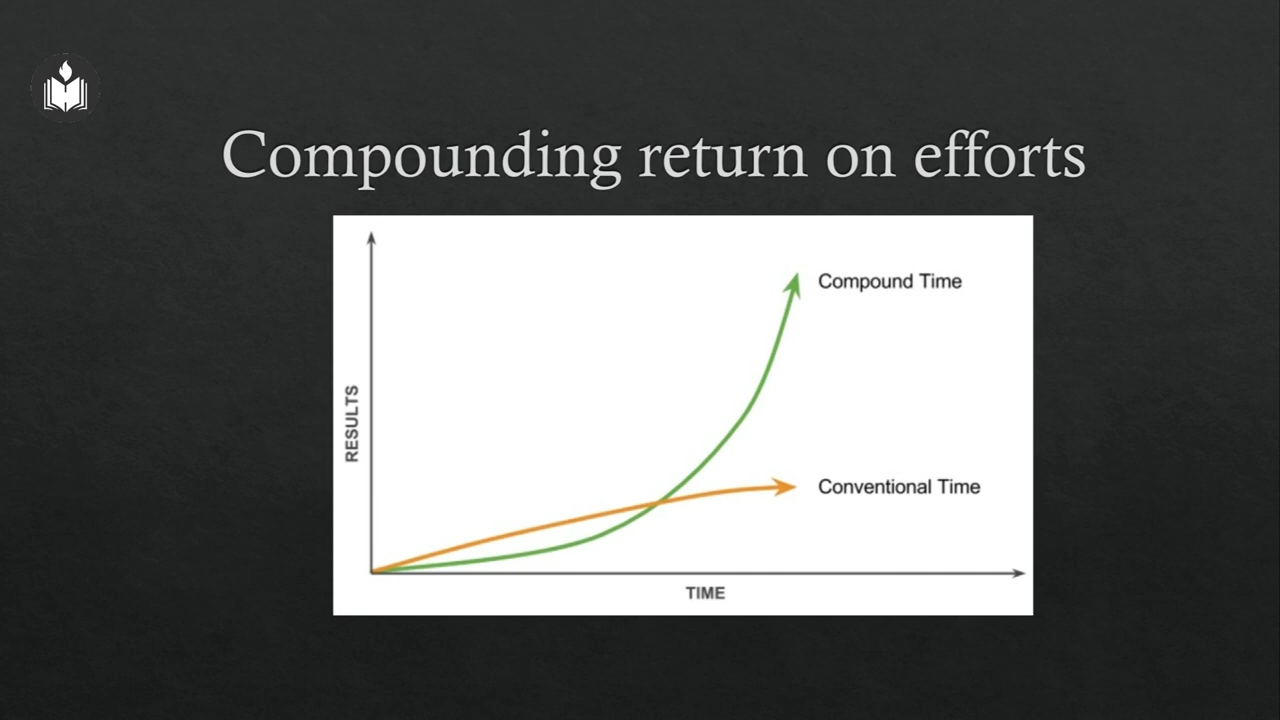 Compounding return on efforts
Compound Time
RESULTS
Conventional Time
TIME